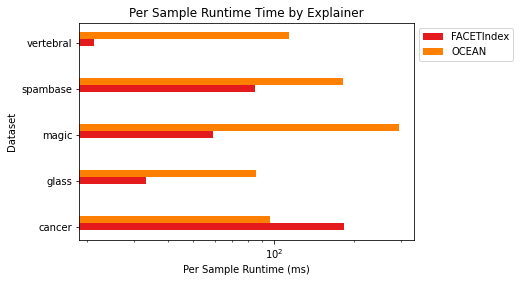 Per Sample Runtime Time by Explainer
FACETIndex
OCEAN
vertebral
spambase
magic
glass
cancer
Dataset
10²
Per Sample Runtime (ms)